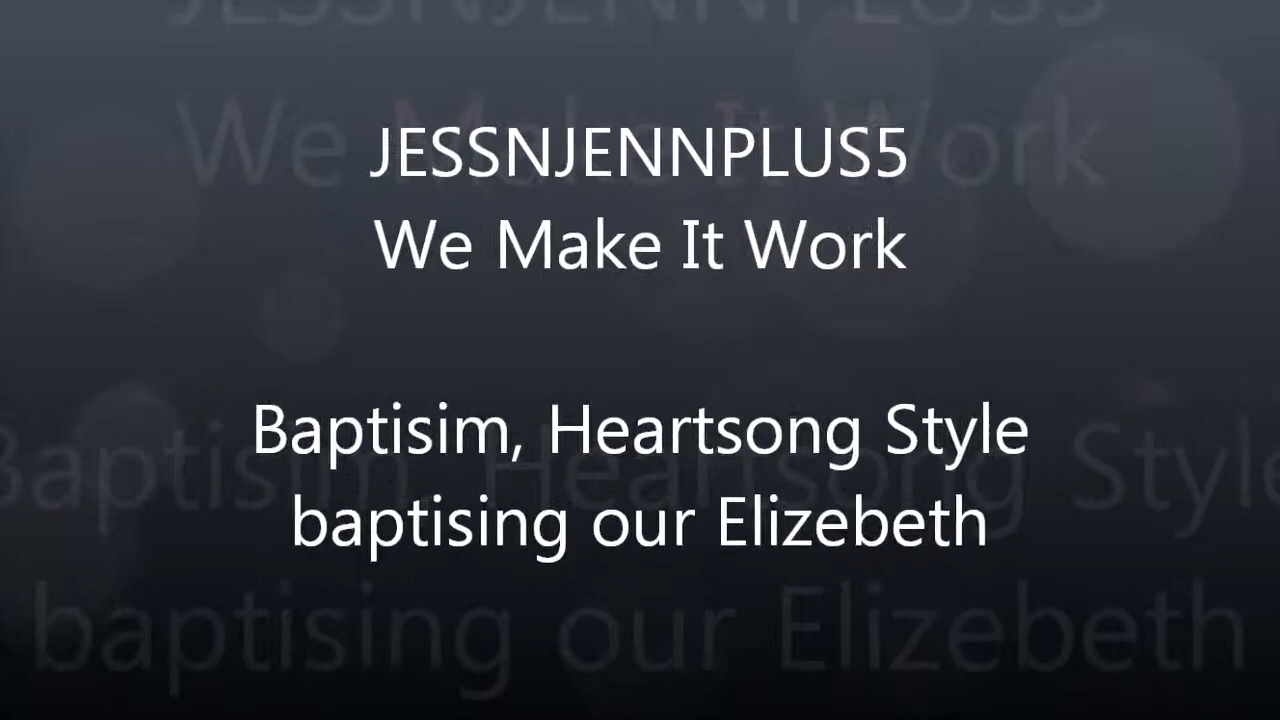 JESSNJENNPLUS5
We Make It Work
Baptisim, Heartsong Style
baptising our Elizebeth